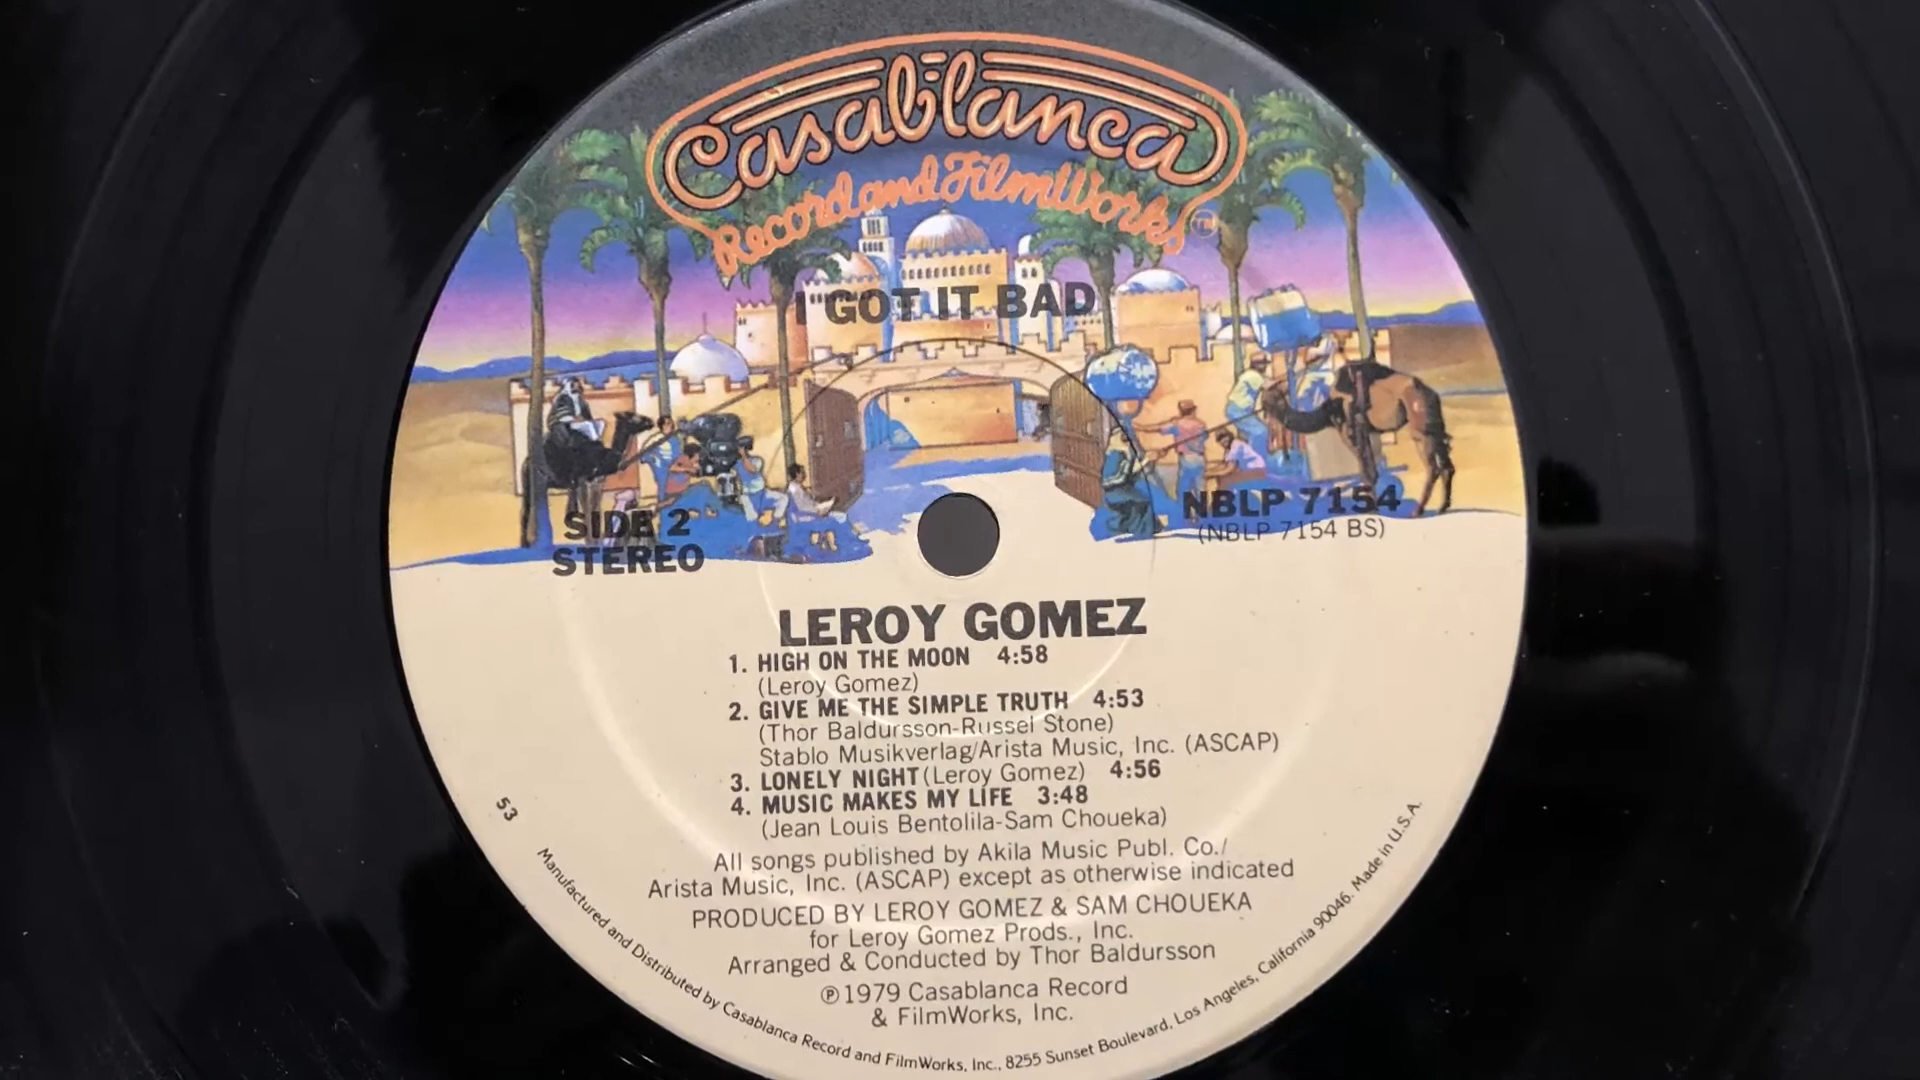 Casablanca
Record and FilmWorks TM
I GOT IT BAD
SIDE 2
STEREO
NBLP 7154
(NBLP 7154 BS)
LEROY GOMEZ
1. HIGH ON THE MOON 4:58
(Leroy Gomez)
2. GIVE ME THE SIMPLE TRUTH 4:53
(Thor Baldursson-Russel Stone)
Stablo Musikverlag/Arista Music, Inc. (ASCAP)
3. LONELY NIGHT (Leroy Gomez) 4:56
4. MUSIC MAKES MY LIFE 3:48
(Jean Louis Bentolila-Sam Choueka)
All songs published by Akila Music Publ. Co./
Arista Music, Inc. (ASCAP) except as otherwise indicated
PRODUCED BY LEROY GOMEZ & SAM CHOUEKA
for Leroy Gomez Prods., Inc.
Arranged & Conducted by Thor Baldursson
℗1979 Casablanca Record
& FilmWorks, Inc.
53
Manufactured and Distributed by Casablanca Record and FilmWorks, Inc., 8255 Sunset Boulevard, Los Angeles, California 90046. Made in U.S.A.